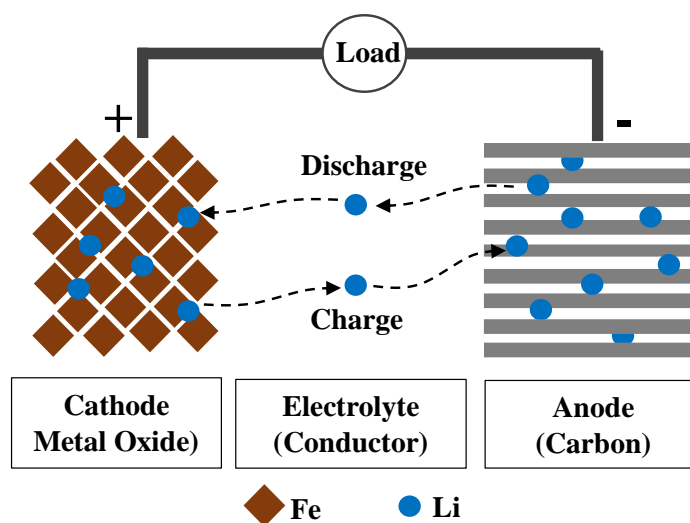 Load
+
-
Discharge
Charge
Cathode
Metal Oxide)
Electrolyte
(Conductor)
Anode
(Carbon)
Fe
Li